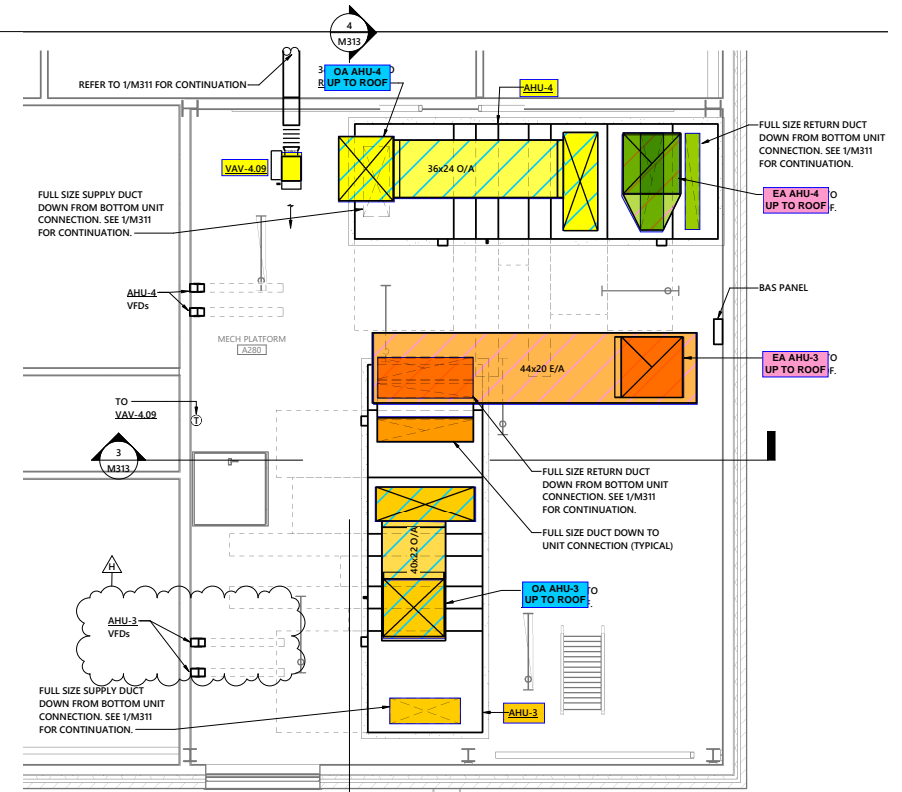 4
M313
REFER TO 1/M311 FOR CONTINUATION
OA AHU-4
UP TO ROOF
AHU-4
FULL SIZE RETURN DUCT
DOWN FROM BOTTOM UNIT
CONNECTION. SEE 1/M311
FOR CONTINUATION.
VAV-4.09
36x24 O/A
FULL SIZE SUPPLY DUCT
DOWN FROM BOTTOM UNIT
CONNECTION. SEE 1/M311
FOR CONTINUATION.
EA AHU-4
UP TO ROOF
AHU-4
VFDs
BAS PANEL
MECH PLATFORM
A280
44x20 E/A
EA AHU-3
UP TO ROOF
TO
VAV-4.09
T
3
M313
FULL SIZE RETURN DUCT
DOWN FROM BOTTOM UNIT
CONNECTION. SEE 1/M311
FOR CONTINUATION.
FULL SIZE DUCT DOWN TO
UNIT CONNECTION (TYPICAL)
40x22 O/A
H
OA AHU-3
UP TO ROOF
AHU-3
VFDs
FULL SIZE SUPPLY DUCT
DOWN FROM BOTTOM UNIT
CONNECTION. SEE 1/M311
FOR CONTINUATION.
AHU-3